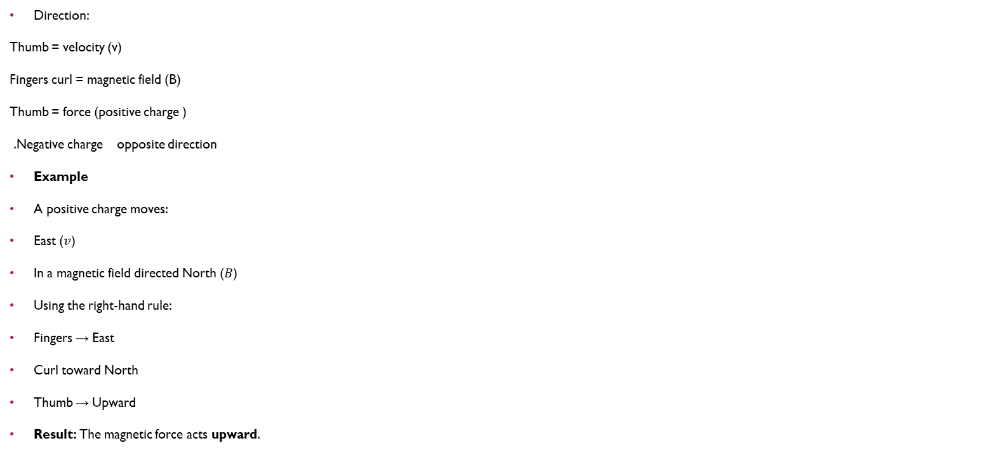 • Direction:
Thumb = velocity (v)
Fingers curl = magnetic field (B)
Thumb = force (positive charge )
.Negative charge    opposite direction
• Example
• A positive charge moves:
• East (𝑣)
• In a magnetic field directed North (𝐵)
• Using the right-hand rule:
• Fingers → East
• Curl toward North
• Thumb → Upward
• Result: The magnetic force acts upward.